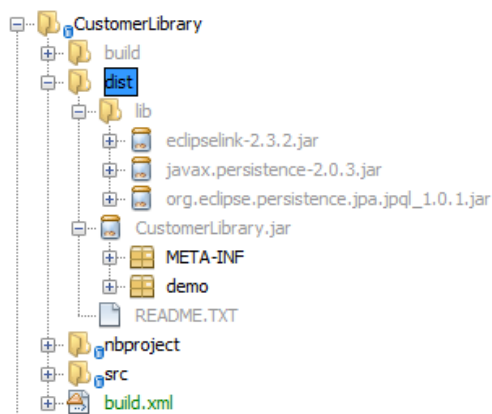 CustomerLibrary
build
dist
lib
eclipselink-2.3.2.jar
javax.persistence-2.0.3.jar
org.eclipse.persistence.jpa.jpql_1.0.1.jar
CustomerLibrary.jar
META-INF
demo
README.TXT
nbproject
src
build.xml